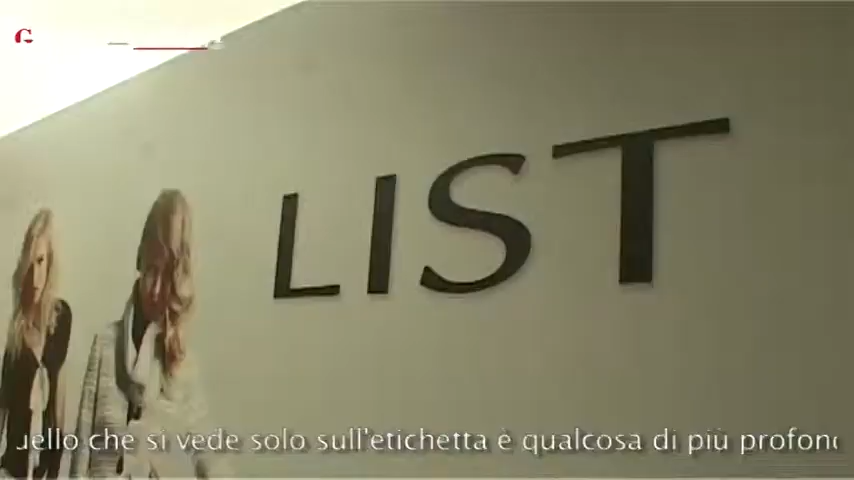 G
LIST
uello che si vede solo sull'etichetta è qualcosa di più profon